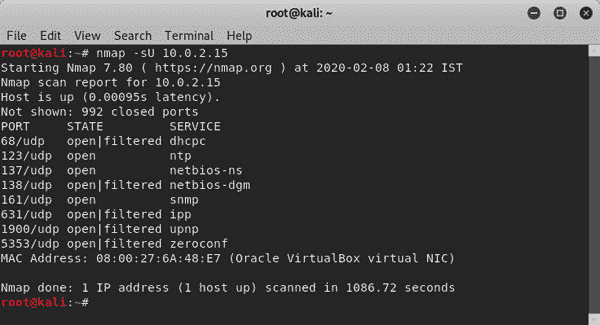 root@kali: ~
File Edit View Search Terminal Help
root@kali:~# nmap -sU 10.0.2.15
Starting Nmap 7.80 ( https://nmap.org ) at 2020-02-08 01:22 IST
Nmap scan report for 10.0.2.15
Host is up (0.00095s latency).
Not shown: 992 closed ports
PORT     STATE         SERVICE
68/udp   open|filtered dhcpc
123/udp  open          ntp
137/udp  open          netbios-ns
138/udp  open|filtered netbios-dgm
161/udp  open          snmp
631/udp  open|filtered ipp
1900/udp open|filtered upnp
5353/udp open|filtered zeroconf
MAC Address: 08:00:27:6A:48:E7 (Oracle VirtualBox virtual NIC)
Nmap done: 1 IP address (1 host up) scanned in 1086.72 seconds
root@kali:~#